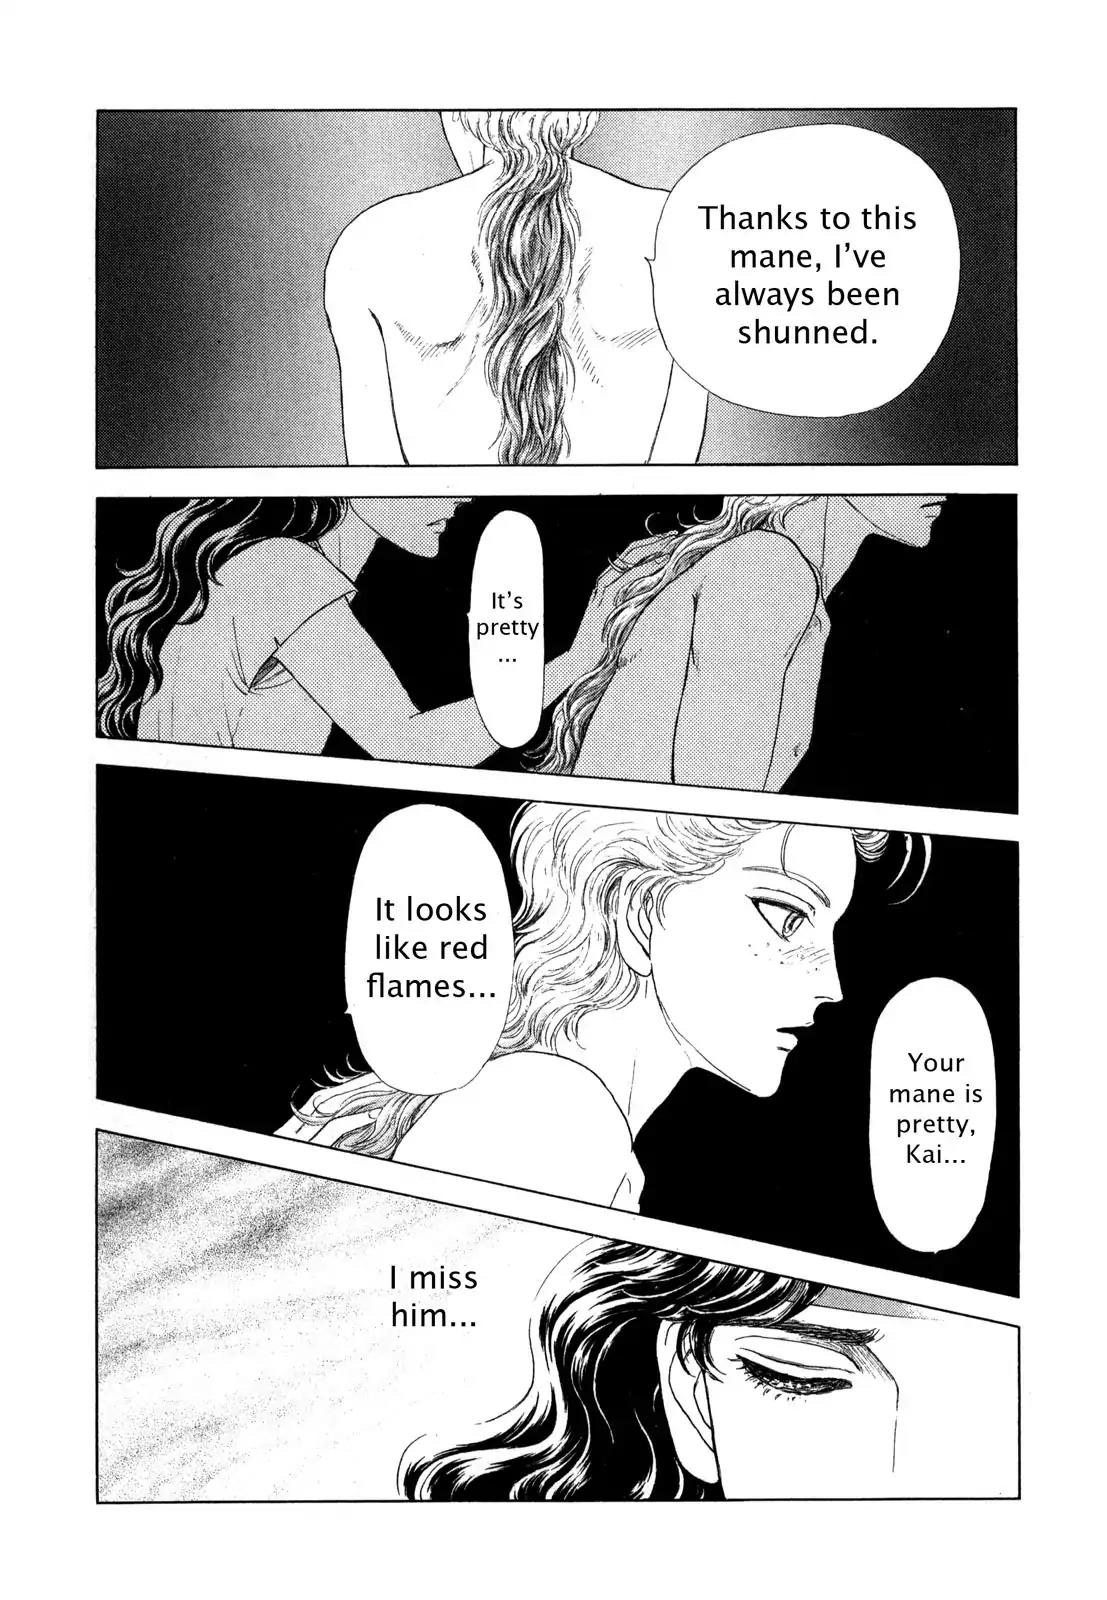 Thanks to this
mane, I've
always been
shunned.
It's
pretty
...
It looks
like red
flames...
Your
mane is
pretty,
Kai...
I miss
him...